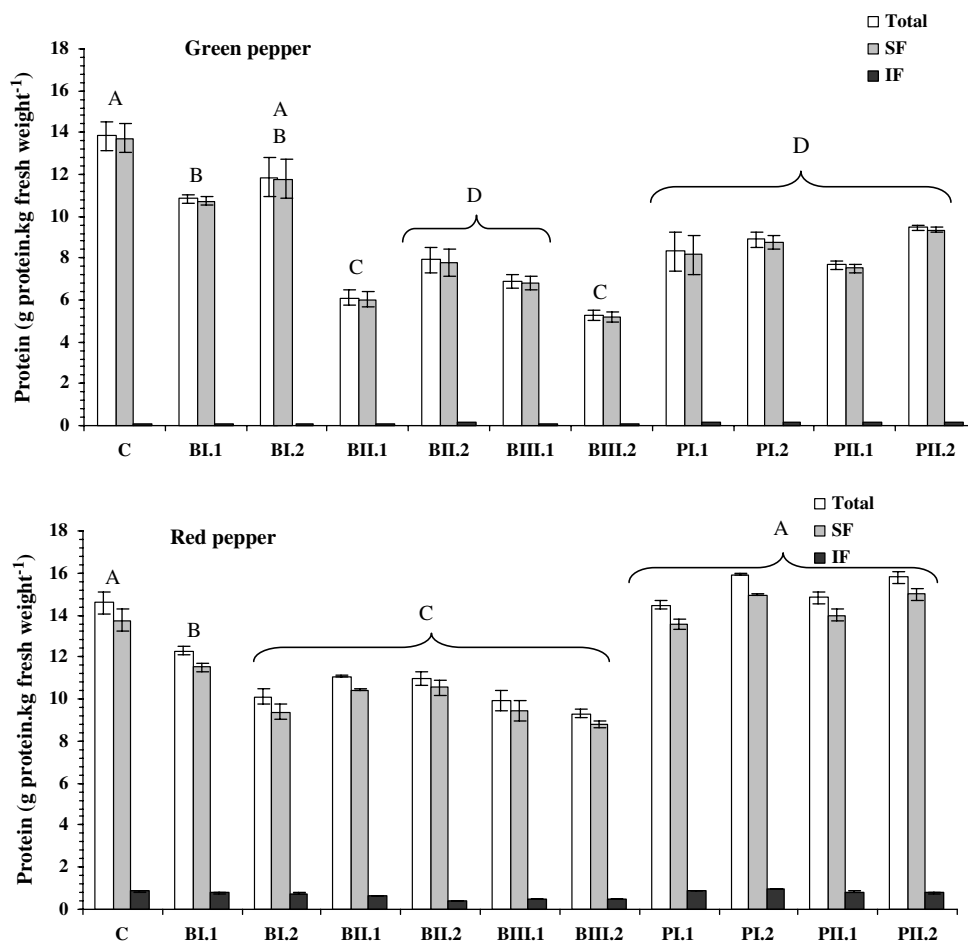 Total
SF
IF
Green pepper
Protein (g protein.kg fresh weight⁻¹)
18
16
14
12
10
8
6
4
2
0
A
B
A
B
C
D
C
D
C BI.1 BI.2 BII.1 BII.2 BIII.1 BIII.2 PI.1 PI.2 PII.1 PII.2
Total
SF
IF
Red pepper
Protein (g protein.kg fresh weight⁻¹)
18
16
14
12
10
8
6
4
2
0
A
B
C
A
C BI.1 BI.2 BII.1 BII.2 BIII.1 BIII.2 PI.1 PI.2 PII.1 PII.2